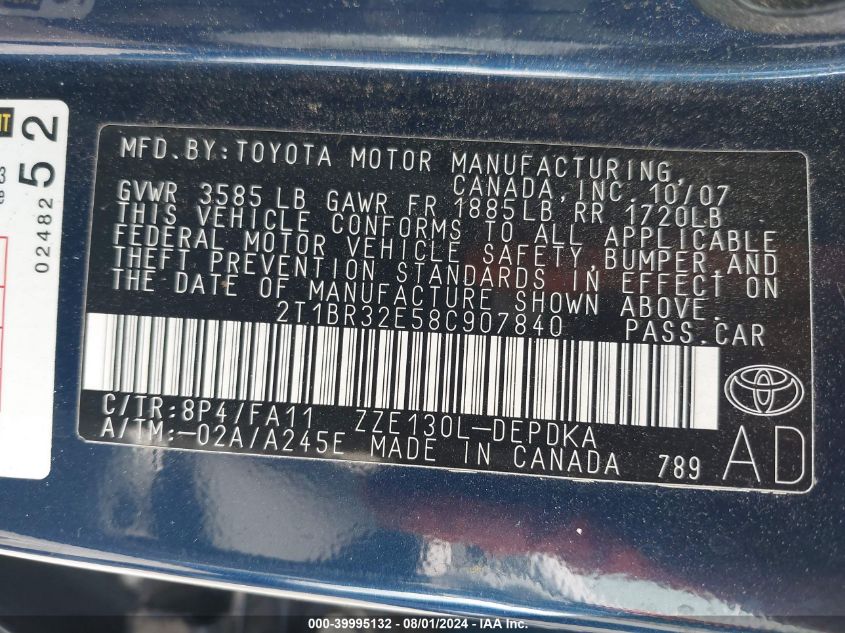 MFD.BY:TOYOTA MOTOR MANUFACTURING,
CANADA,INC.10/07
GVWR 3585 LB GAWR FR 1885LB RR 1720LB
THIS VEHICLE CONFORMS TO ALL APPLICABLE
FEDERAL MOTOR VEHICLE SAFETY,BUMPER,AND
THEFT PREVENTION STANDARDS IN EFFECT ON
THE DATE OF MANUFACTURE SHOWN ABOVE.
2T1BR32E58C907840 PASS.CAR
C/TR:8P4/FA11 ZZE130L-DEPDKA
A/TM:-02A/A245E MADE IN CANADA 789
AD
02482 52
000-39995132 - 08/01/2024 - IAA Inc.